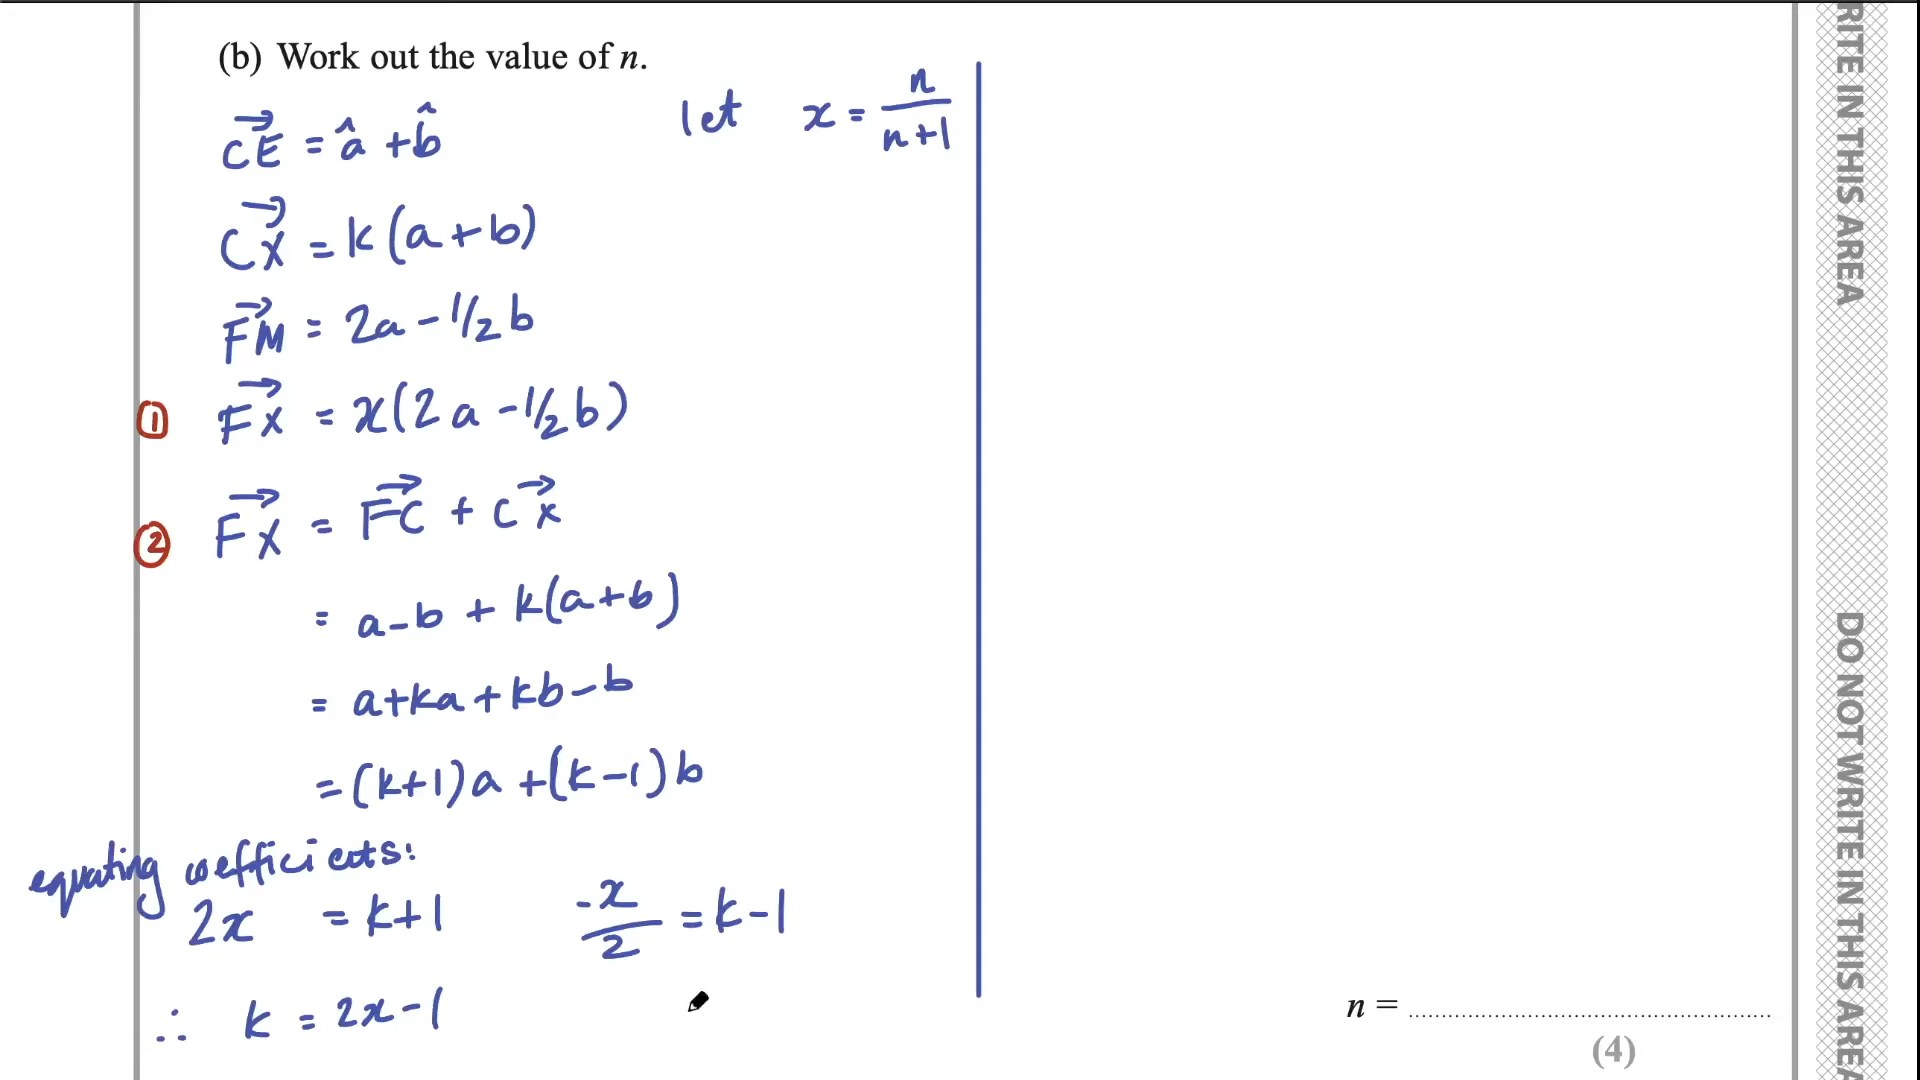 (b) Work out the value of n.
let x = n/(n+1)
CE = â + b̂
CX = k(a+b)
FM = 2a - 1/2 b
① FX = x(2a - 1/2 b)
② FX = FC + CX
= a-b + k(a+b)
= a+ka+kb-b
= (k+1)a + (k-1)b
equating coefficients:
2x = k+1
-x/2 = k-1
∴ k = 2x-1
n = ................
(4)
RITE IN THIS AREA
DO NOT WRITE IN THIS AREA